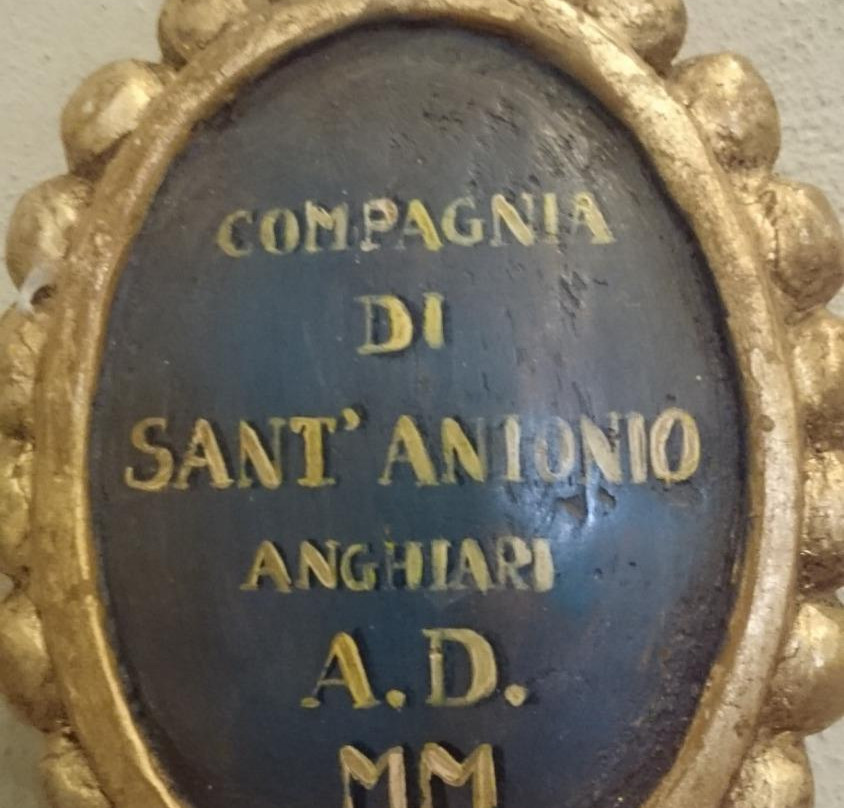 COMPAGNIA
DI
SANT' ANTONIO
ANGHIARI
A.D.
MM